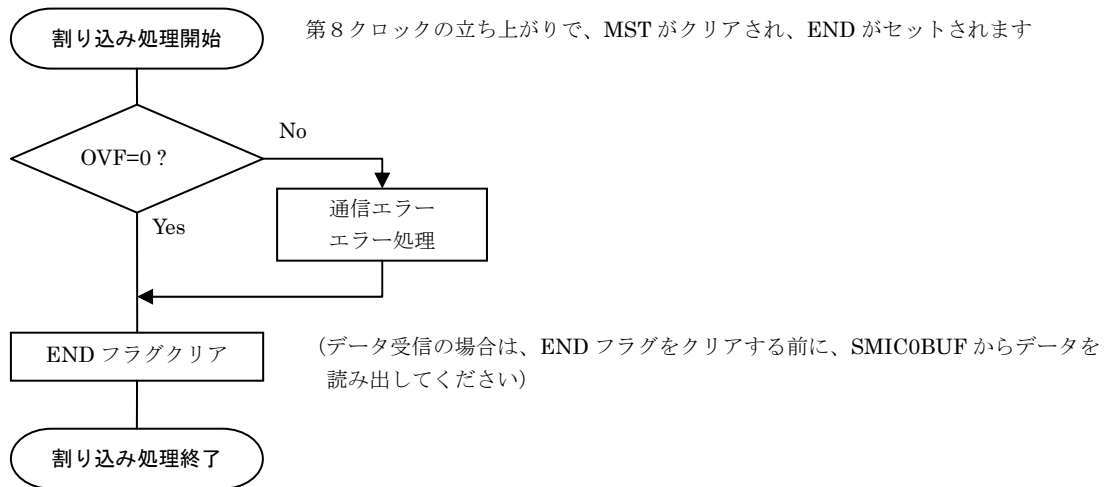 割り込み処理開始
第８クロックの立ち上がりで、MST がクリアされ、END がセットされます
No
OVF=0 ?
通信エラー
エラー処理
Yes
END フラグクリア
（データ受信の場合は、END フラグをクリアする前に、SMIC0BUF からデータを
読み出してください）
割り込み処理終了